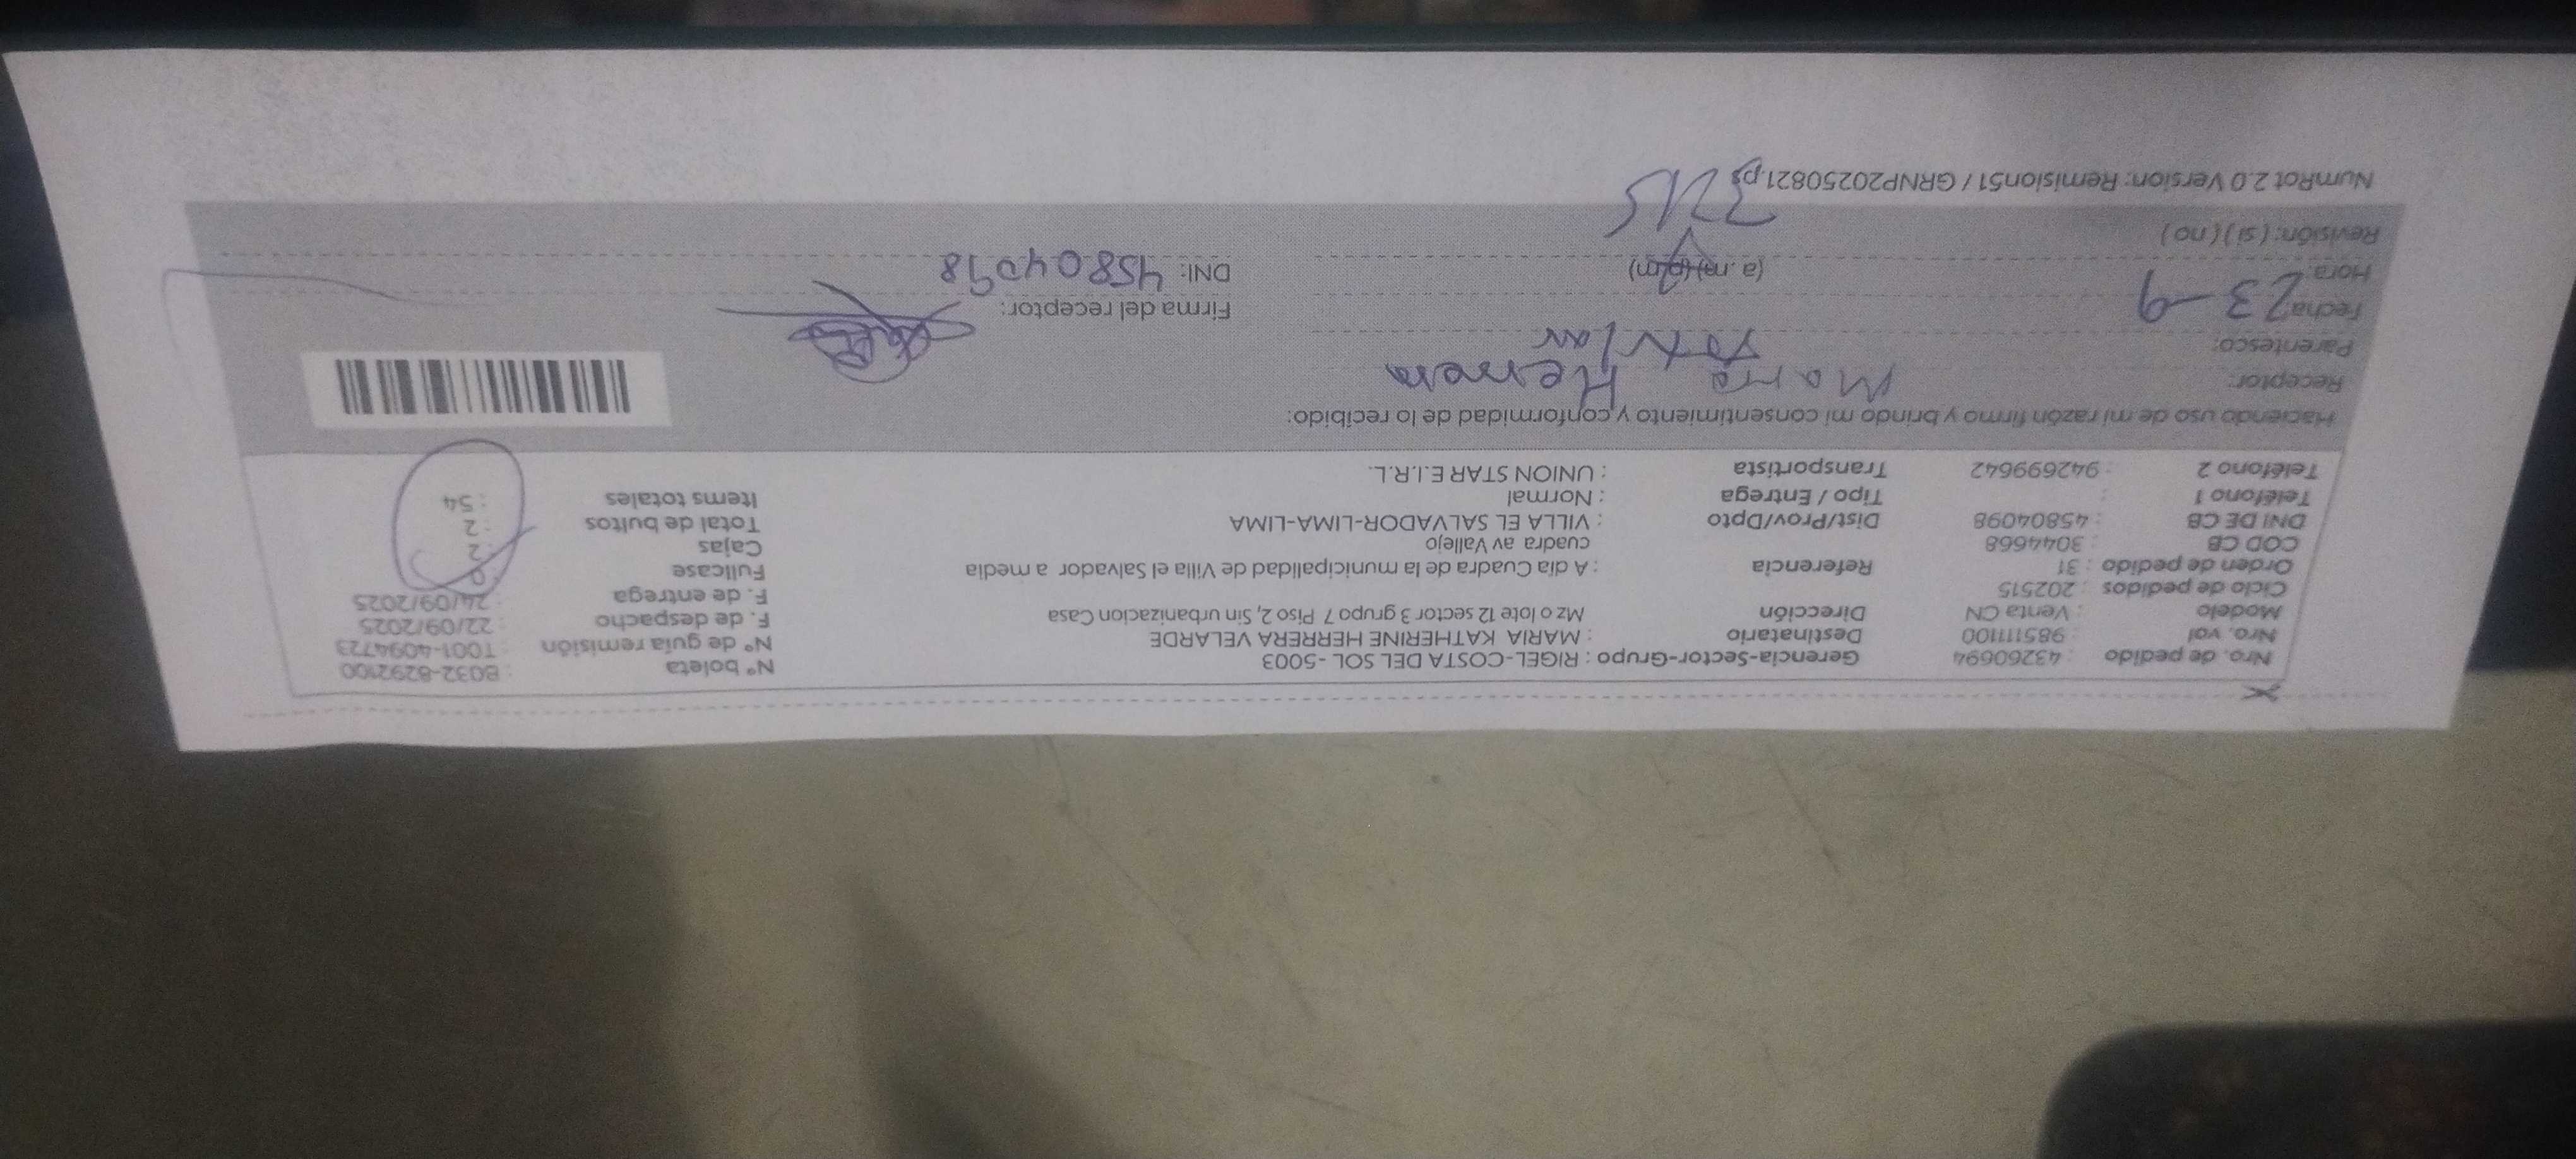 Nro. de pedido : 43260694 Gerencia-Sector-Grupo : RIGEL-COSTA DEL SOL -5003 N° boleta : B032-8292100
Nro. val : 98511100 Destinatario : MARIA KATHERINE HERRERA VELARDE N° de guía remisión : T001-4094723
Modelo : Venta CN Dirección Mz o lote 12 sector 3 grupo 7 Piso 2, Sin urbanizacion Casa F. de despacho : 22/09/2025
Ciclo de pedidos : 202515 F. de entrega : 24/09/2025
Orden de pedido : 31 Referencia : A dia Cuadra de la municipalidad de Villa el Salvador a media Fullcase : 0
COD CB : 3044668 cuadra av Vallejo Cajas : 2
DNI DE CB : 45804098 Dist/Prov/Dpto : VILLA EL SALVADOR-LIMA-LIMA Total de bultos : 2
Teléfono 1 : Tipo / Entrega : Normal Items totales : 54
Teléfono 2 : 942699642 Transportista : UNION STAR E.I.R.L.
Haciendo uso de mi razón firmo y brindo mi consentimiento y conformidad de lo recibido:
Receptor: Maria Herrera
Parentesco: Titular
Fecha: 23-9 Firma del receptor:
Hora: (a.m) (p.m) DNI: 45804098
Revisión: ( si ) ( no )
NumRot 2.0 Version: Remision51 / GRNP20250821.ps